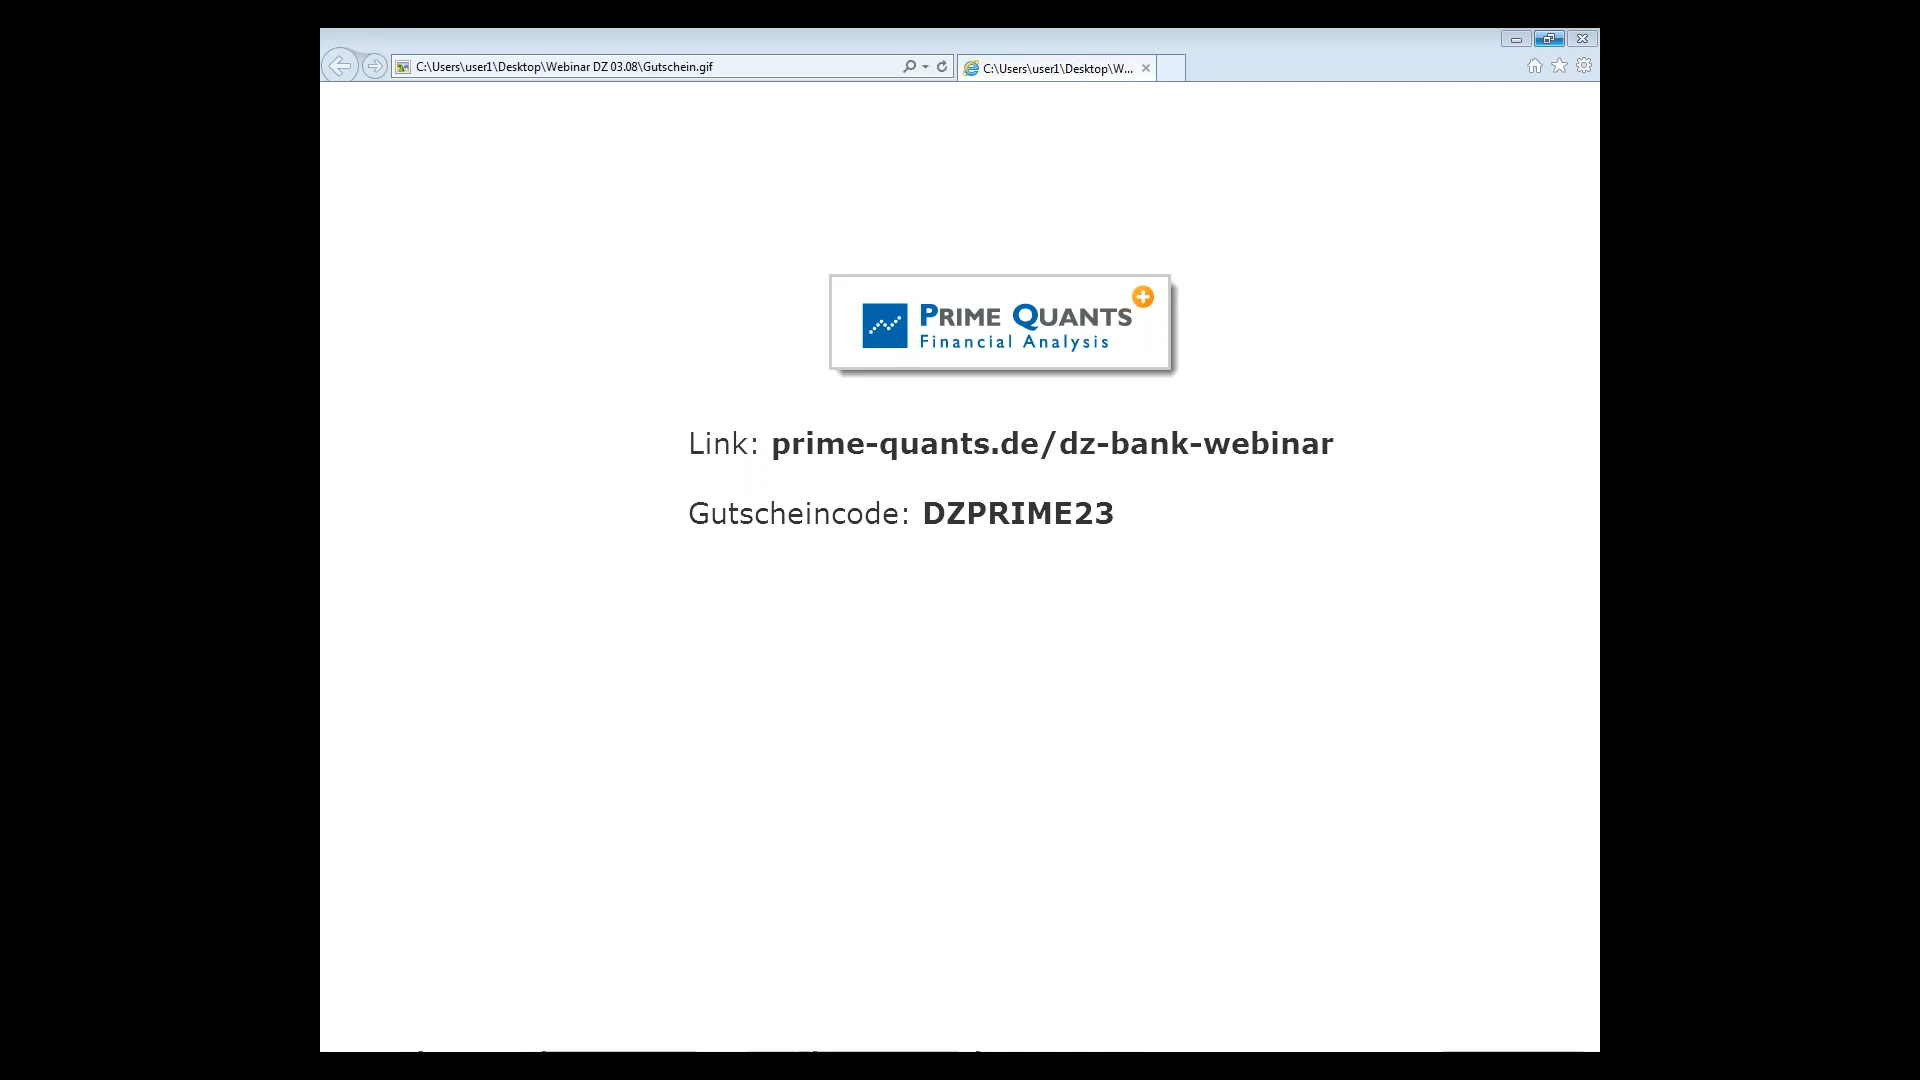 C:\Users\user1\Desktop\Webinar DZ 03.08\Gutschein.gif
C:\Users\user1\Desktop\W...
PRIME QUANTS
Financial Analysis
Link: prime-quants.de/dz-bank-webinar
Gutscheincode: DZPRIME23